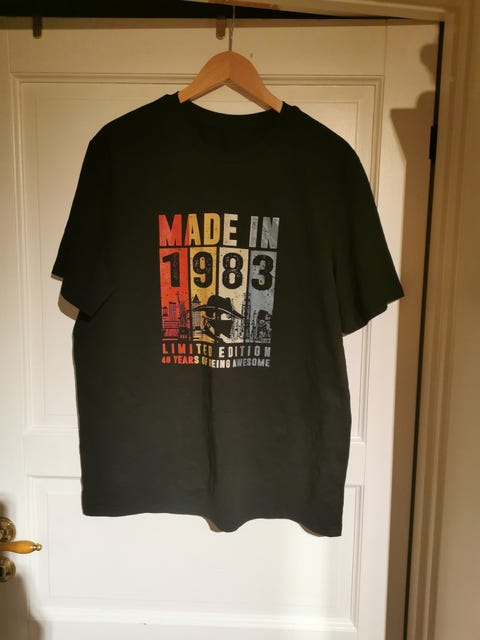 MADE IN
1983
LIMITED EDITION
40 YEARS OF BEING AWESOME